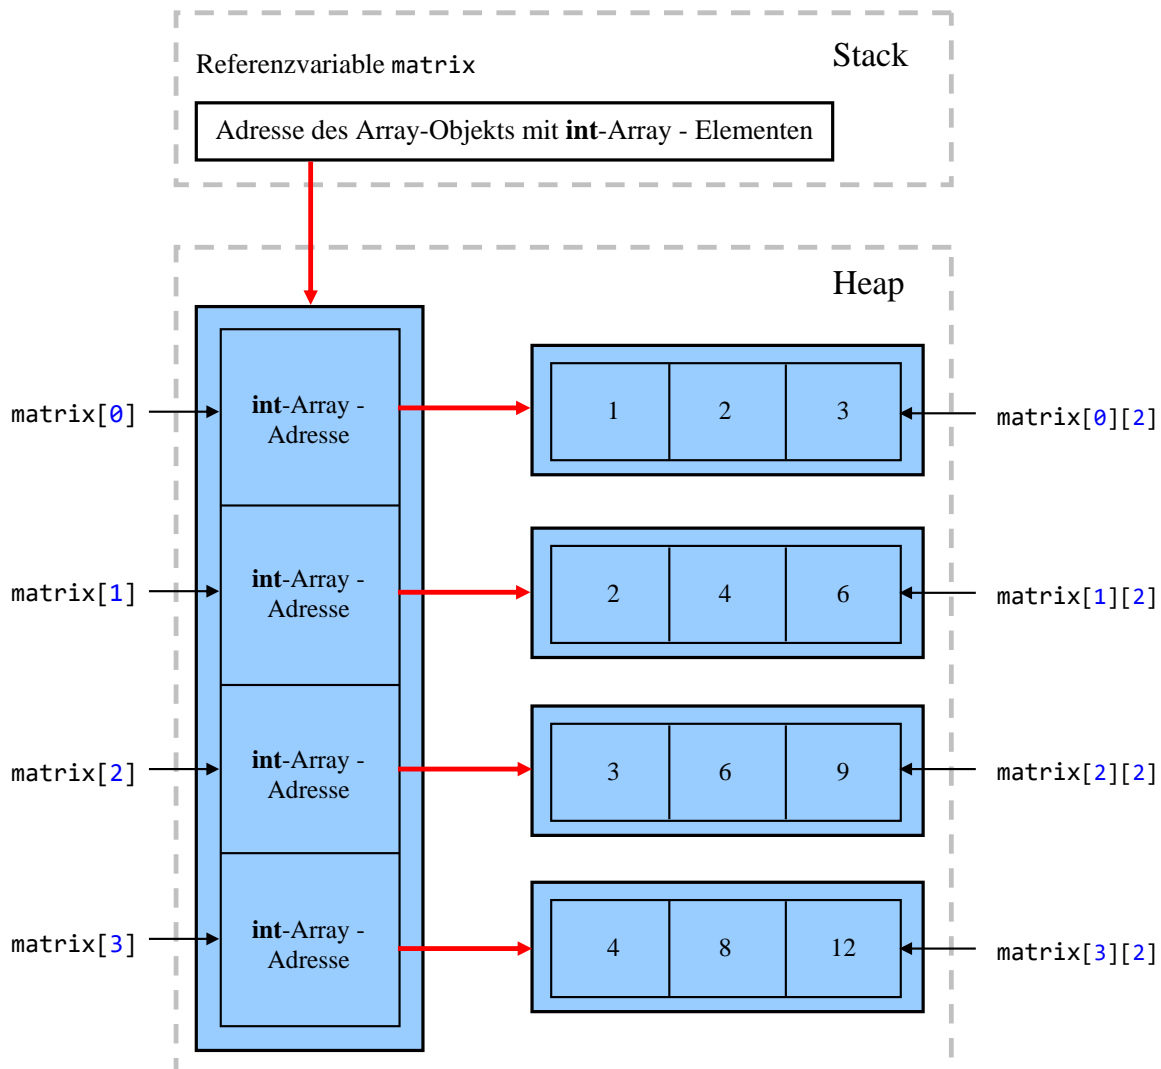 Stack
Referenzvariable matrix
Adresse des Array-Objekts mit int-Array - Elementen
Heap
matrix[0]
int-Array -
Adresse
1 2 3
matrix[0][2]
matrix[1]
int-Array -
Adresse
2 4 6
matrix[1][2]
matrix[2]
int-Array -
Adresse
3 6 9
matrix[2][2]
matrix[3]
int-Array -
Adresse
4 8 12
matrix[3][2]